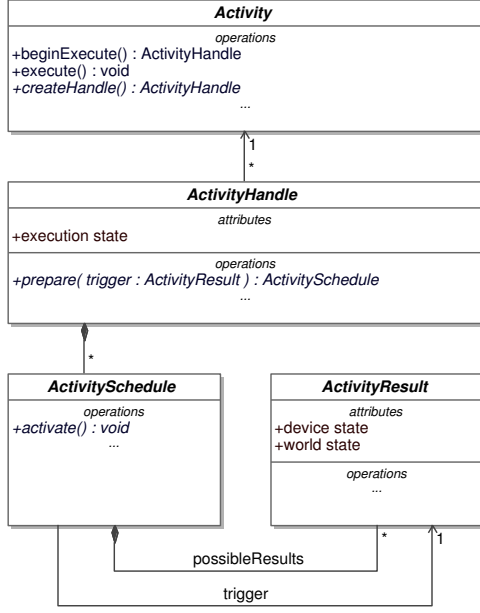 Activity
operations
+beginExecute() : ActivityHandle
+execute() : void
+createHandle() : ActivityHandle
...
1
*
ActivityHandle
attributes
+execution state
operations
+prepare( trigger : ActivityResult ) : ActivitySchedule
...
*
ActivitySchedule
operations
+activate() : void
...
ActivityResult
attributes
+device state
+world state
operations
...
* 1
possibleResults
trigger